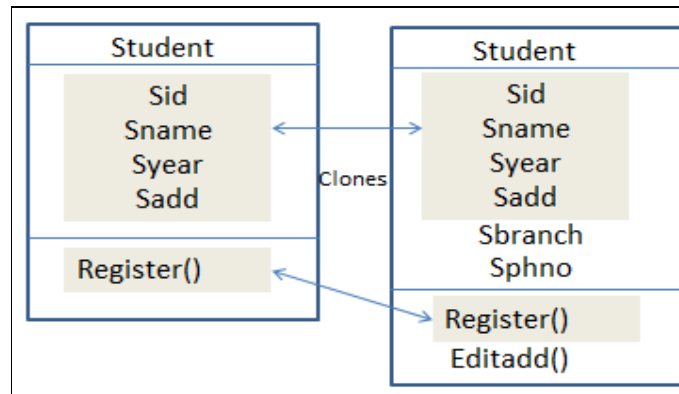 Student
Sid
Sname
Syear
Sadd
Register()
Clones
Student
Sid
Sname
Syear
Sadd
Sbranch
Sphno
Register()
Editadd()